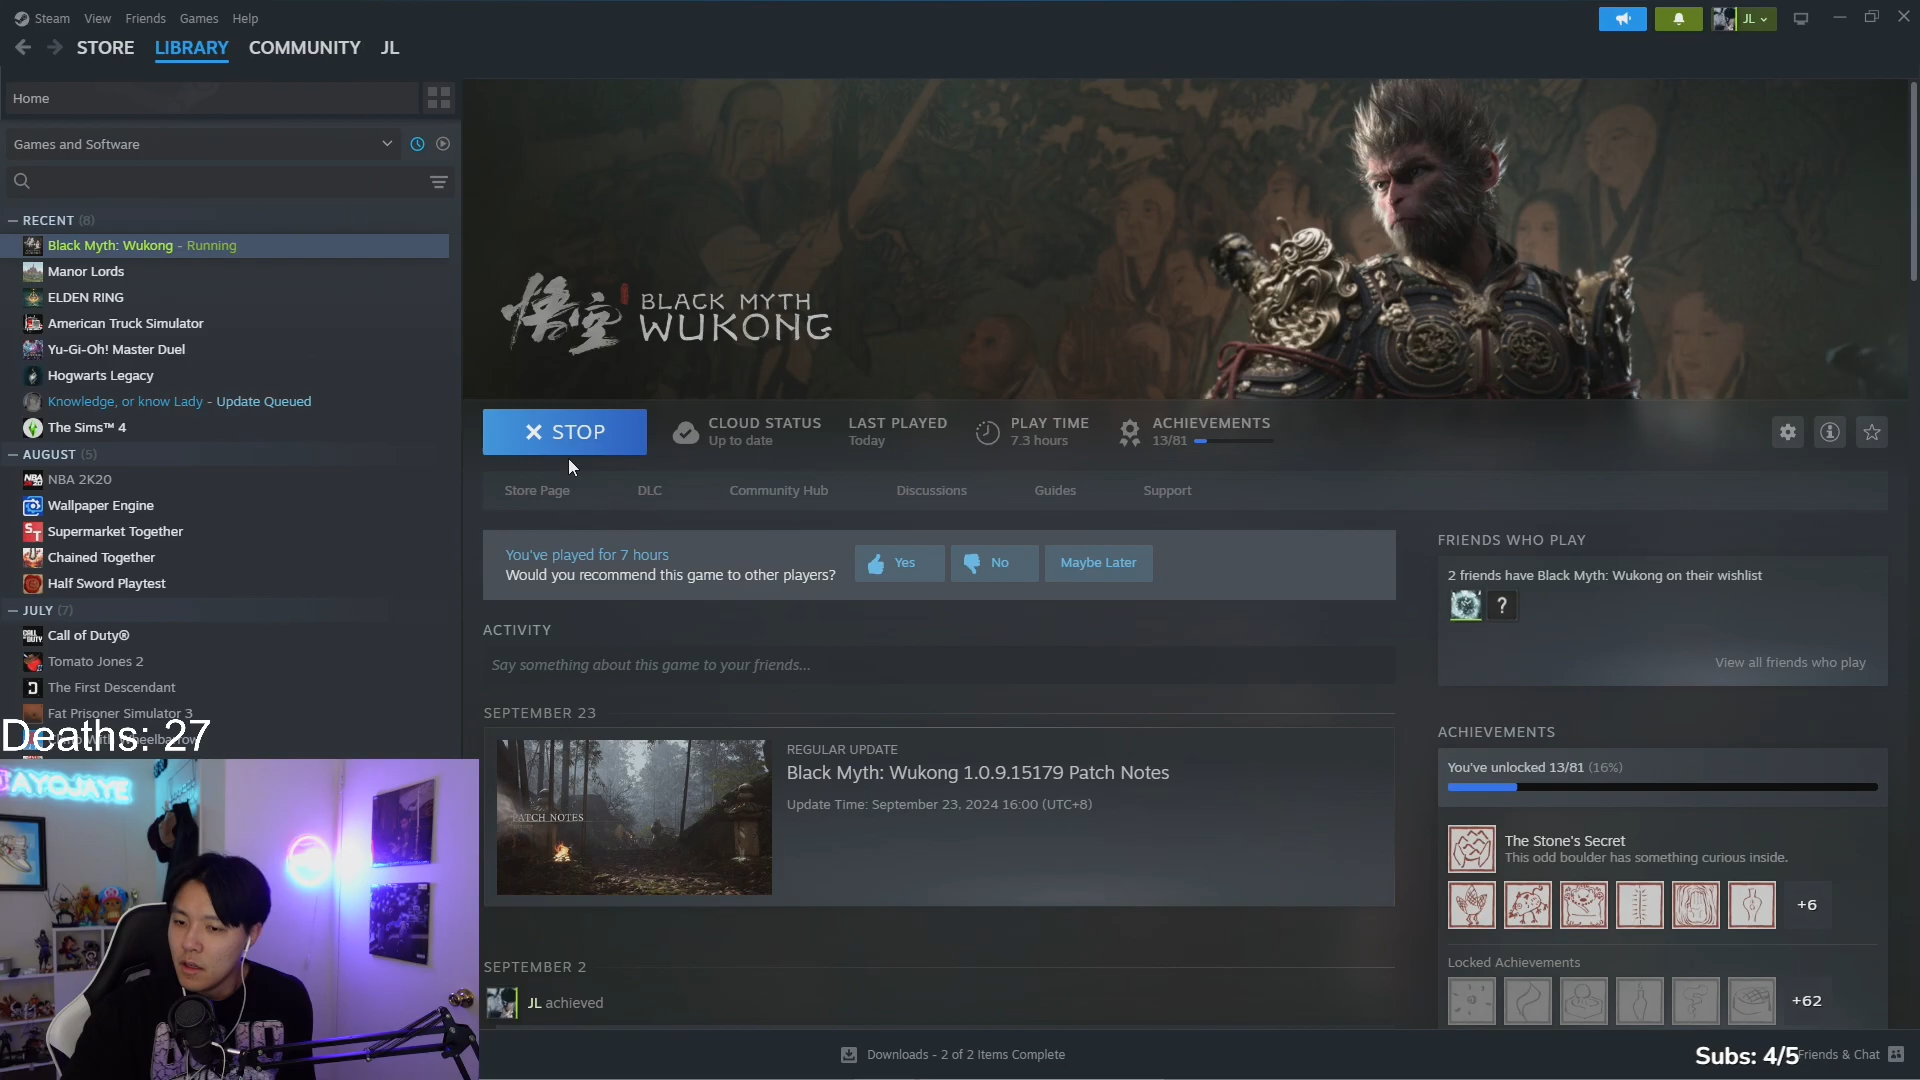 Steam View Friends Games Help
JL
STORE LIBRARY COMMUNITY JL
Home
Games and Software
RECENT (8)
Black Myth: Wukong - Running
Manor Lords
ELDEN RING
American Truck Simulator
Yu-Gi-Oh! Master Duel
Hogwarts Legacy
Knowledge, or know Lady - Update Queued
The Sims™ 4
AUGUST (5)
NBA 2K20
Wallpaper Engine
Supermarket Together
Chained Together
Half Sword Playtest
JULY (7)
Call of Duty®
Tomato Jones 2
The First Descendant
Fat Prisoner Simulator 3
Deaths: 27
AYOJAYE
悟空 BLACK MYTH
WUKONG
STOP
CLOUD STATUS
Up to date
LAST PLAYED
Today
PLAY TIME
7.3 hours
ACHIEVEMENTS
13/81
Store Page DLC Community Hub Discussions Guides Support
You've played for 7 hours
Would you recommend this game to other players?
Yes No Maybe Later
ACTIVITY
Say something about this game to your friends...
SEPTEMBER 23
PATCH NOTES
REGULAR UPDATE
Black Myth: Wukong 1.0.9.15179 Patch Notes
Update Time: September 23, 2024 16:00 (UTC+8)
SEPTEMBER 2
JL achieved
FRIENDS WHO PLAY
2 friends have Black Myth: Wukong on their wishlist
?
View all friends who play
ACHIEVEMENTS
You've unlocked 13/81 (16%)
The Stone's Secret
This odd boulder has something curious inside.
+6
Locked Achievements
+62
Downloads - 2 of 2 Items Complete
Subs: 4/5
Friends & Chat